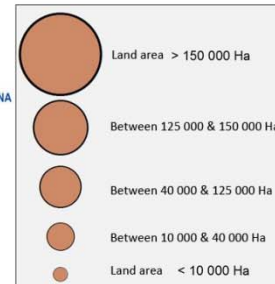 NA
Land area > 150 000 Ha
Between 125 000 & 150 000 Ha
Between 40 000 & 125 000 Ha
Between 10 000 & 40 000 Ha
Land area < 10 000 Ha